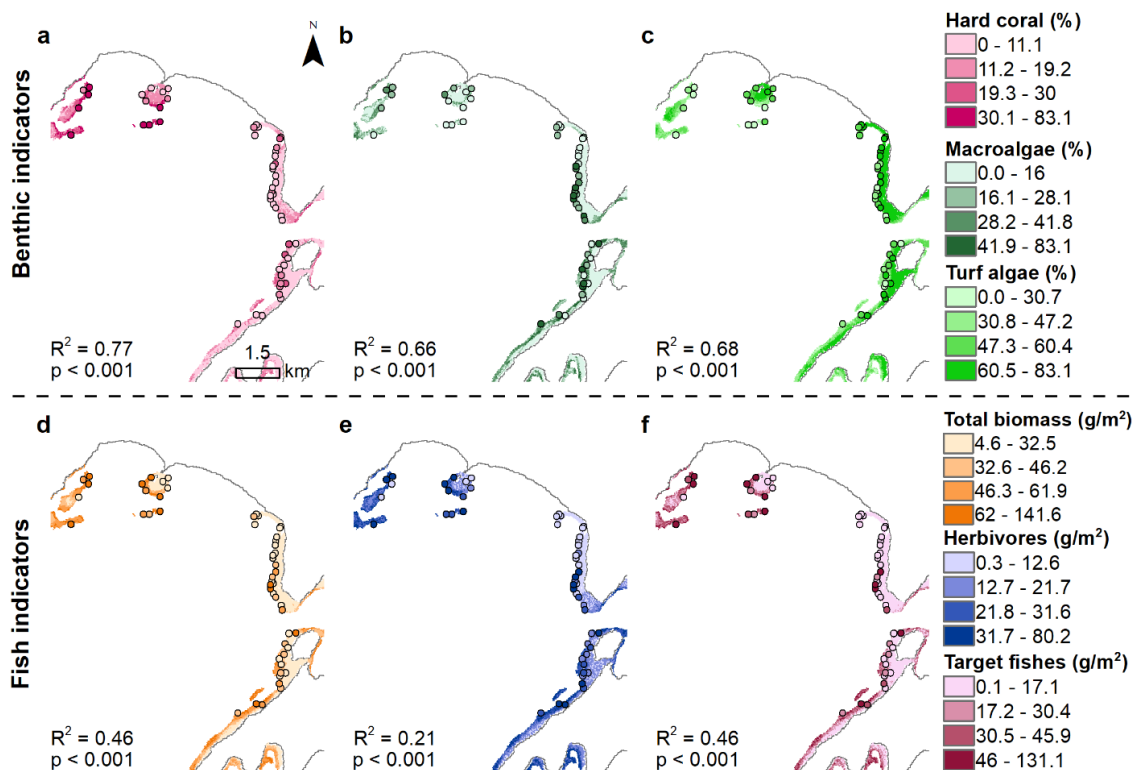 N
a
b
c
Hard coral (%)
0 - 11.1
11.2 - 19.2
19.3 - 30
30.1 - 83.1
Macroalgae (%)
0.0 - 16
16.1 - 28.1
28.2 - 41.8
41.9 - 83.1
Turf algae (%)
0.0 - 30.7
30.8 - 47.2
47.3 - 60.4
60.5 - 83.1
Benthic indicators
R² = 0.77
p < 0.001
1.5
km
R² = 0.66
p < 0.001
R² = 0.68
p < 0.001
d
e
f
Total biomass (g/m²)
4.6 - 32.5
32.6 - 46.2
46.3 - 61.9
62 - 141.6
Herbivores (g/m²)
0.3 - 12.6
12.7 - 21.7
21.8 - 31.6
31.7 - 80.2
Target fishes (g/m²)
0.1 - 17.1
17.2 - 30.4
30.5 - 45.9
46 - 131.1
Fish indicators
R² = 0.46
p < 0.001
R² = 0.21
p < 0.001
R² = 0.46
p < 0.001